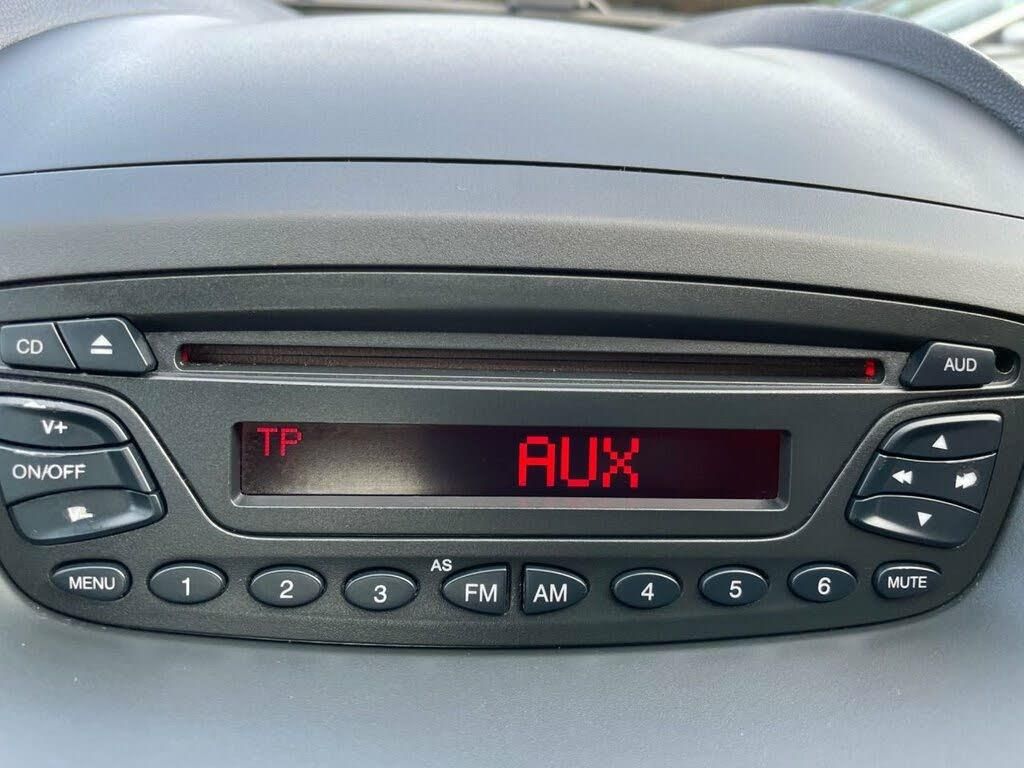 CD
AUD
V+
ON/OFF
TP AUX
MENU 1 2 3 AS FM AM 4 5 6 MUTE